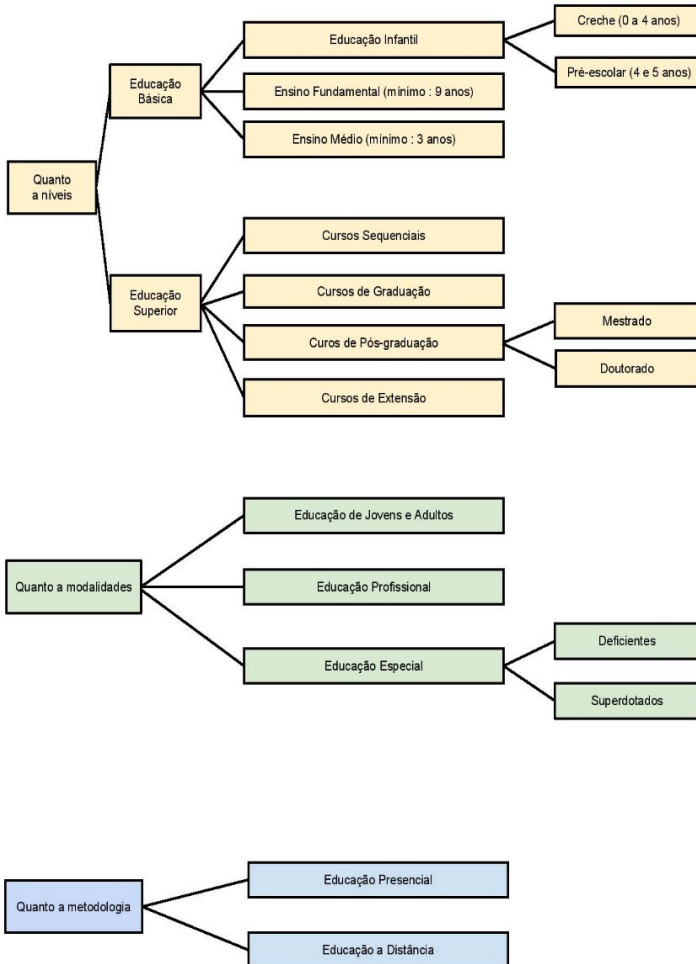 Quanto
a níveis
Educação
Básica
Educação Infantil
Creche (0 a 4 anos)
Pré-escolar (4 e 5 anos)
Ensino Fundamental (mínimo : 9 anos)
Ensino Médio (mínimo : 3 anos)
Educação
Superior
Cursos Sequenciais
Cursos de Graduação
Curos de Pós-graduação
Mestrado
Doutorado
Cursos de Extensão
Quanto a modalidades
Educação de Jovens e Adultos
Educação Profissional
Educação Especial
Deficientes
Superdotados
Quanto a metodologia
Educação Presencial
Educação a Distância